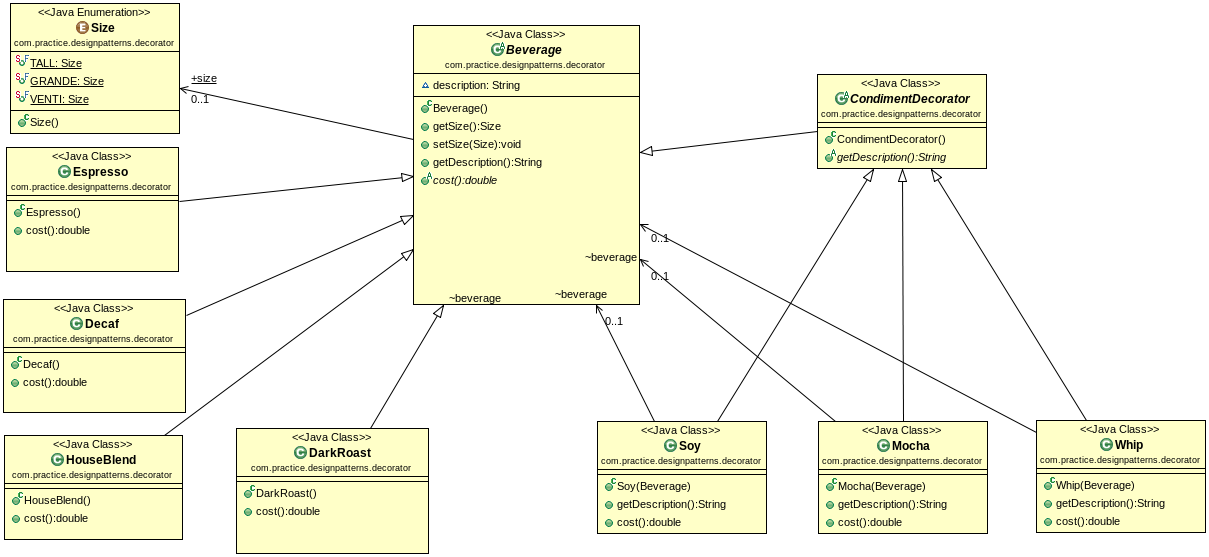 <<Java Enumeration>>
Size
com.practice.designpatterns.decorator
TALL: Size
GRANDE: Size
VENTI: Size
Size()
+size
0..1
<<Java Class>>
Beverage
com.practice.designpatterns.decorator
description: String
Beverage()
getSize():Size
setSize(Size):void
getDescription():String
cost():double
~beverage
~beverage
~beverage
0..1
0..1
0..1
<<Java Class>>
CondimentDecorator
com.practice.designpatterns.decorator
CondimentDecorator()
getDescription():String
<<Java Class>>
Espresso
com.practice.designpatterns.decorator
Espresso()
cost():double
<<Java Class>>
Decaf
com.practice.designpatterns.decorator
Decaf()
cost():double
<<Java Class>>
HouseBlend
com.practice.designpatterns.decorator
HouseBlend()
cost():double
<<Java Class>>
DarkRoast
com.practice.designpatterns.decorator
DarkRoast()
cost():double
<<Java Class>>
Soy
com.practice.designpatterns.decorator
Soy(Beverage)
getDescription():String
cost():double
<<Java Class>>
Mocha
com.practice.designpatterns.decorator
Mocha(Beverage)
getDescription():String
cost():double
<<Java Class>>
Whip
com.practice.designpatterns.decorator
Whip(Beverage)
getDescription():String
cost():double